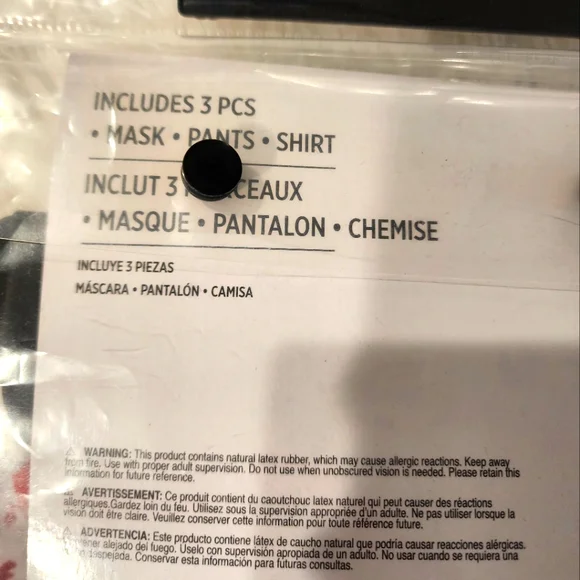 INCLUDES 3 PCS
• MASK • PANTS • SHIRT
INCLUT 3 CEAUX
• MASQUE • PANTALON • CHEMISE
INCLUYE 3 PIEZAS
MÁSCARA • PANTALÓN • CAMISA
WARNING: This product contains natural latex rubber, which may cause allergic reactions. Keep away
from fire. Use with proper adult supervision. Do not use when unobscured vision is needed. Please retain this
information for future reference.
AVERTISSEMENT: Ce produit contient du caoutchouc latex naturel qui peut causer des réactions
allergiques.Gardez loin du feu. Utilisez sous la supervision appropriée d'un adulte. Ne pas utiliser lorsque la
vision doit être claire. Veuillez conserver cette information pour toute référence future.
ADVERTENCIA: Este producto contiene látex de caucho natural que podría causar reacciones alérgicas.
alejado del fuego. Uselo con supervisión apropiada de un adulto. No usar cuando se requiera una
despejada. Conservar esta información para futuras consultas.